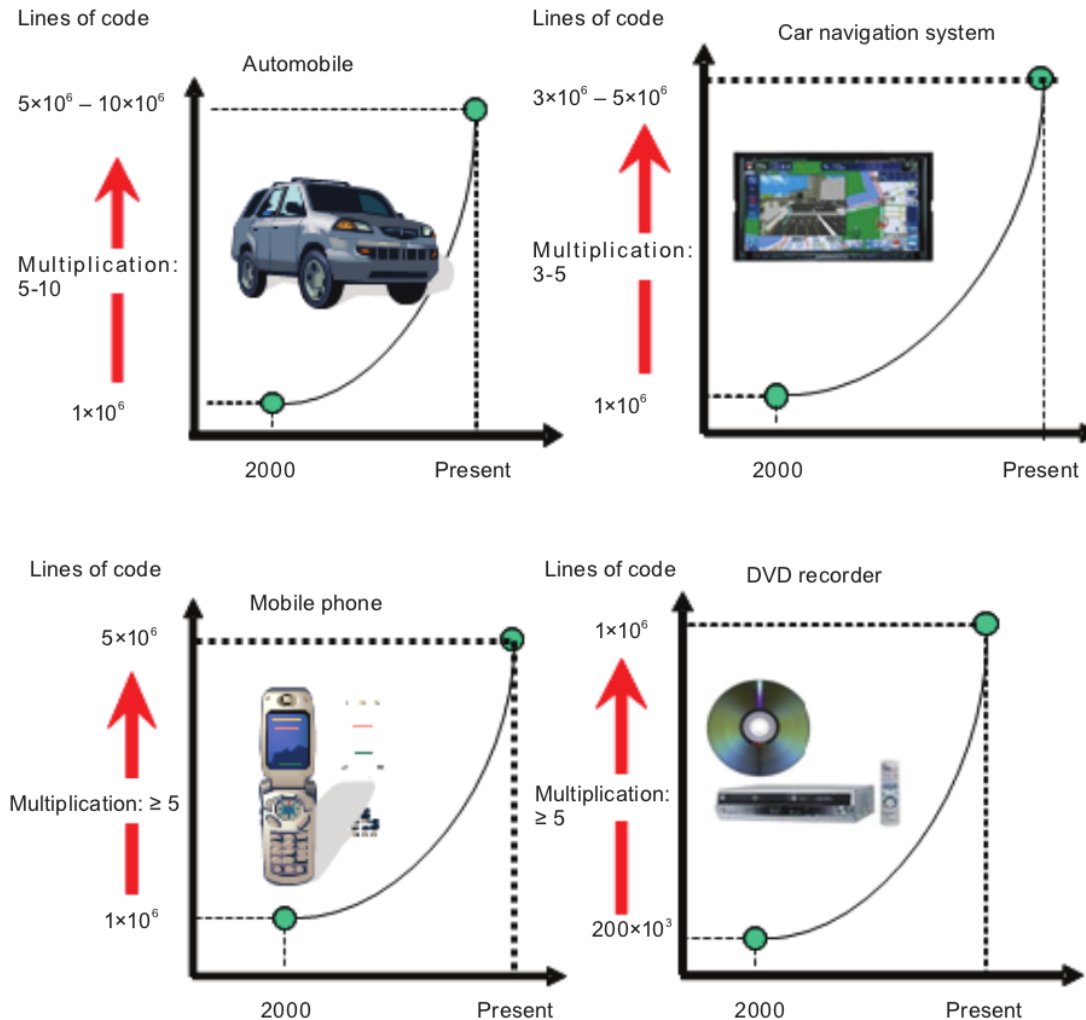 Lines of code
Automobile
5×10⁶ – 10×10⁶
Multiplication:
5-10
1×10⁶
2000
Present
Lines of code
Car navigation system
3×10⁶ – 5×10⁶
Multiplication:
3-5
1×10⁶
2000
Present
Lines of code
Mobile phone
5×10⁶
Multiplication: ≥ 5
1×10⁶
2000
Present
Lines of code
DVD recorder
1×10⁶
Multiplication:
≥ 5
200×10³
2000
Present